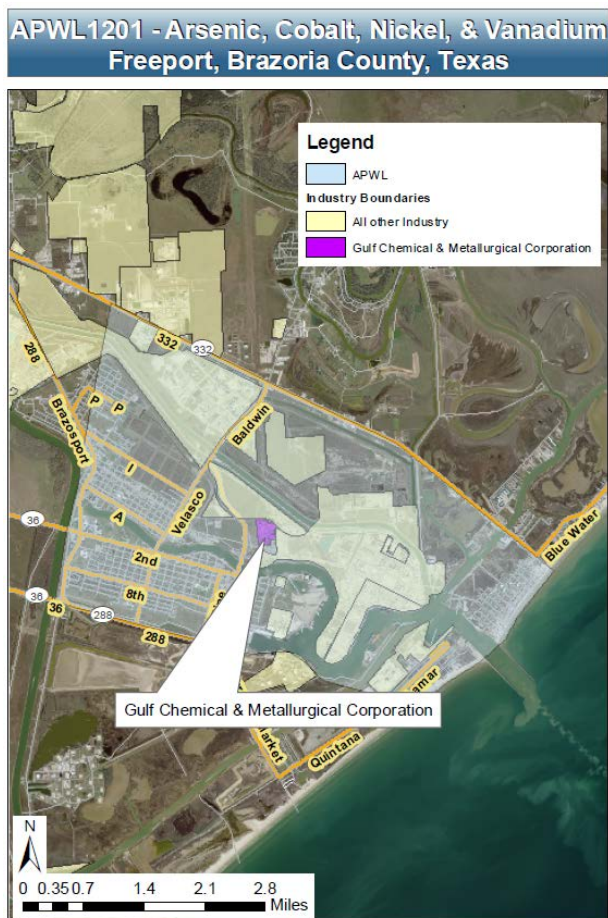 APWL1201 - Arsenic, Cobalt, Nickel, & Vanadium
Freeport, Brazoria County, Texas
Legend
APWL
Industry Boundaries
All other Industry
Gulf Chemical & Metallurgical Corporation
332
332
288
Brazosport
P
P
Baldwin
I
Velasco
A
36
2nd
Blue Water
8th
36
36
288
288
Gulf Chemical & Metallurgical Corporation
Quintana
N
0 0.35 0.7 1.4 2.1 2.8
Miles